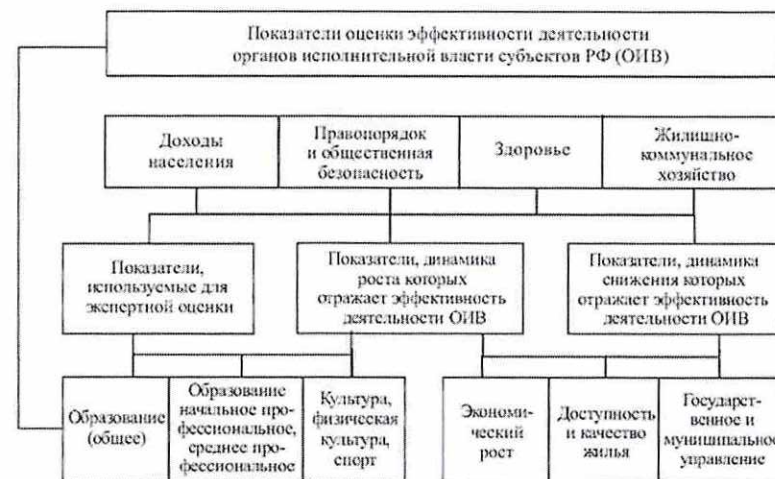 Показатели оценки эффективности деятельности
органов исполнительной власти субъектов РФ (ОИВ)
Доходы
населения
Правопорядок
и общественная
безопасность
Здоровье
Жилищно-
коммунальное
хозяйство
Показатели,
используемые для
экспертной оценки
Показатели, динамика
роста которых
отражает эффективность
деятельности ОИВ
Показатели, динамика
снижения которых
отражает эффективность
деятельности ОИВ
Образование
(общее)
Образование
начальное про-
фессиональное,
среднее про-
фессиональное
Культура,
физическая
культура,
спорт
Экономи-
ческий
рост
Доступность
и качество
жилья
Государст-
венное и
муниципальное
управление